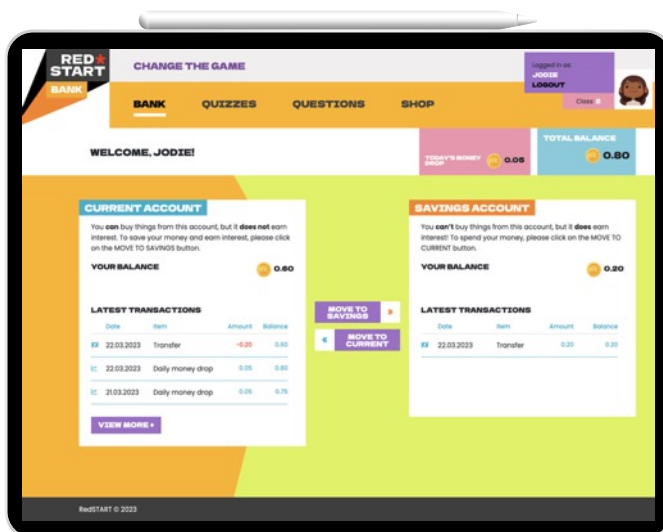 RED
START
BANK
CHANGE THE GAME
Logged in as:
JODIE
LOGOUT
Class:
BANK QUIZZES QUESTIONS SHOP
WELCOME, JODIE!
TODAY'S MONEY
DROP
0.05
TOTAL BALANCE
0.80
CURRENT ACCOUNT
You can buy things from this account, but it does not earn
interest. To save your money and earn interest, please click
on the MOVE TO SAVINGS button.
YOUR BALANCE 0.60
LATEST TRANSACTIONS
Date Item Amount Balance
22.03.2023 Transfer -0.20 0.60
22.03.2023 Daily money drop 0.05 0.80
21.03.2023 Daily money drop 0.05 0.75
VIEW MORE +
MOVE TO
SAVINGS »
« MOVE TO
CURRENT
SAVINGS ACCOUNT
You can't buy things from this account, but it does earn
interest! To spend your money, please click on the MOVE TO
CURRENT button.
YOUR BALANCE 0.20
LATEST TRANSACTIONS
Date Item Amount Balance
22.03.2023 Transfer 0.20 0.20
RedSTART © 2023